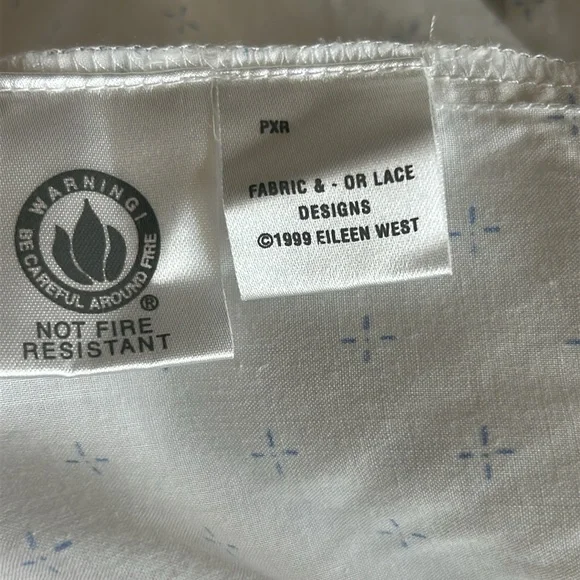 WARNING!
BE CAREFUL AROUND FIRE
®
NOT FIRE
RESISTANT
PXR
FABRIC & - OR LACE
DESIGNS
©1999 EILEEN WEST